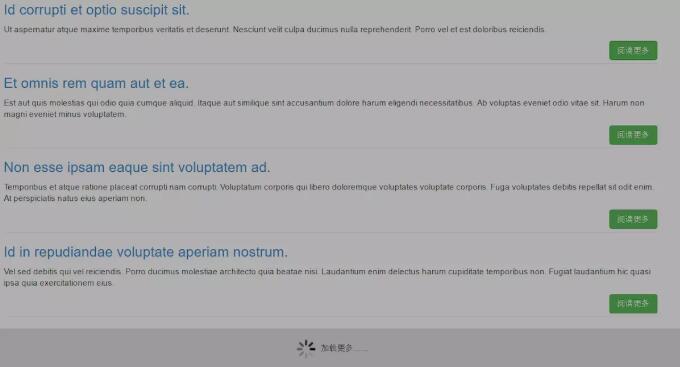 Id corrupti et optio suscipit sit.
Ut aspernatur atque maxime temporibus veritatis et deserunt. Nesciunt velit culpa ducimus nulla reprehenderit. Porro vel et est doloribus reiciendis.
阅读更多
Et omnis rem quam aut et ea.
Est aut quis molestias qui odio quia cumque aliquid. Itaque aut similique sint accusantium dolore harum eligendi necessitatibus. Ab voluptas eveniet odio vitae sit. Harum non
magni eveniet minus voluptatem.
阅读更多
Non esse ipsam eaque sint voluptatem ad.
Temporibus et atque ratione placeat corrupti nam corrupti. Voluptatum corporis qui libero doloremque voluptates voluptate corporis. Fuga voluptates debitis repellat sit odit enim.
At perspiciatis natus eius aperiam non.
阅读更多
Id in repudiandae voluptate aperiam nostrum.
Vel sed debitis qui vel reiciendis. Porro ducimus molestiae architecto quia beatae nisi. Laudantium enim delectus harum cupiditate temporibus non. Fugiat laudantium hic quasi
ipsa quia exercitationem eius.
阅读更多
加载更多......